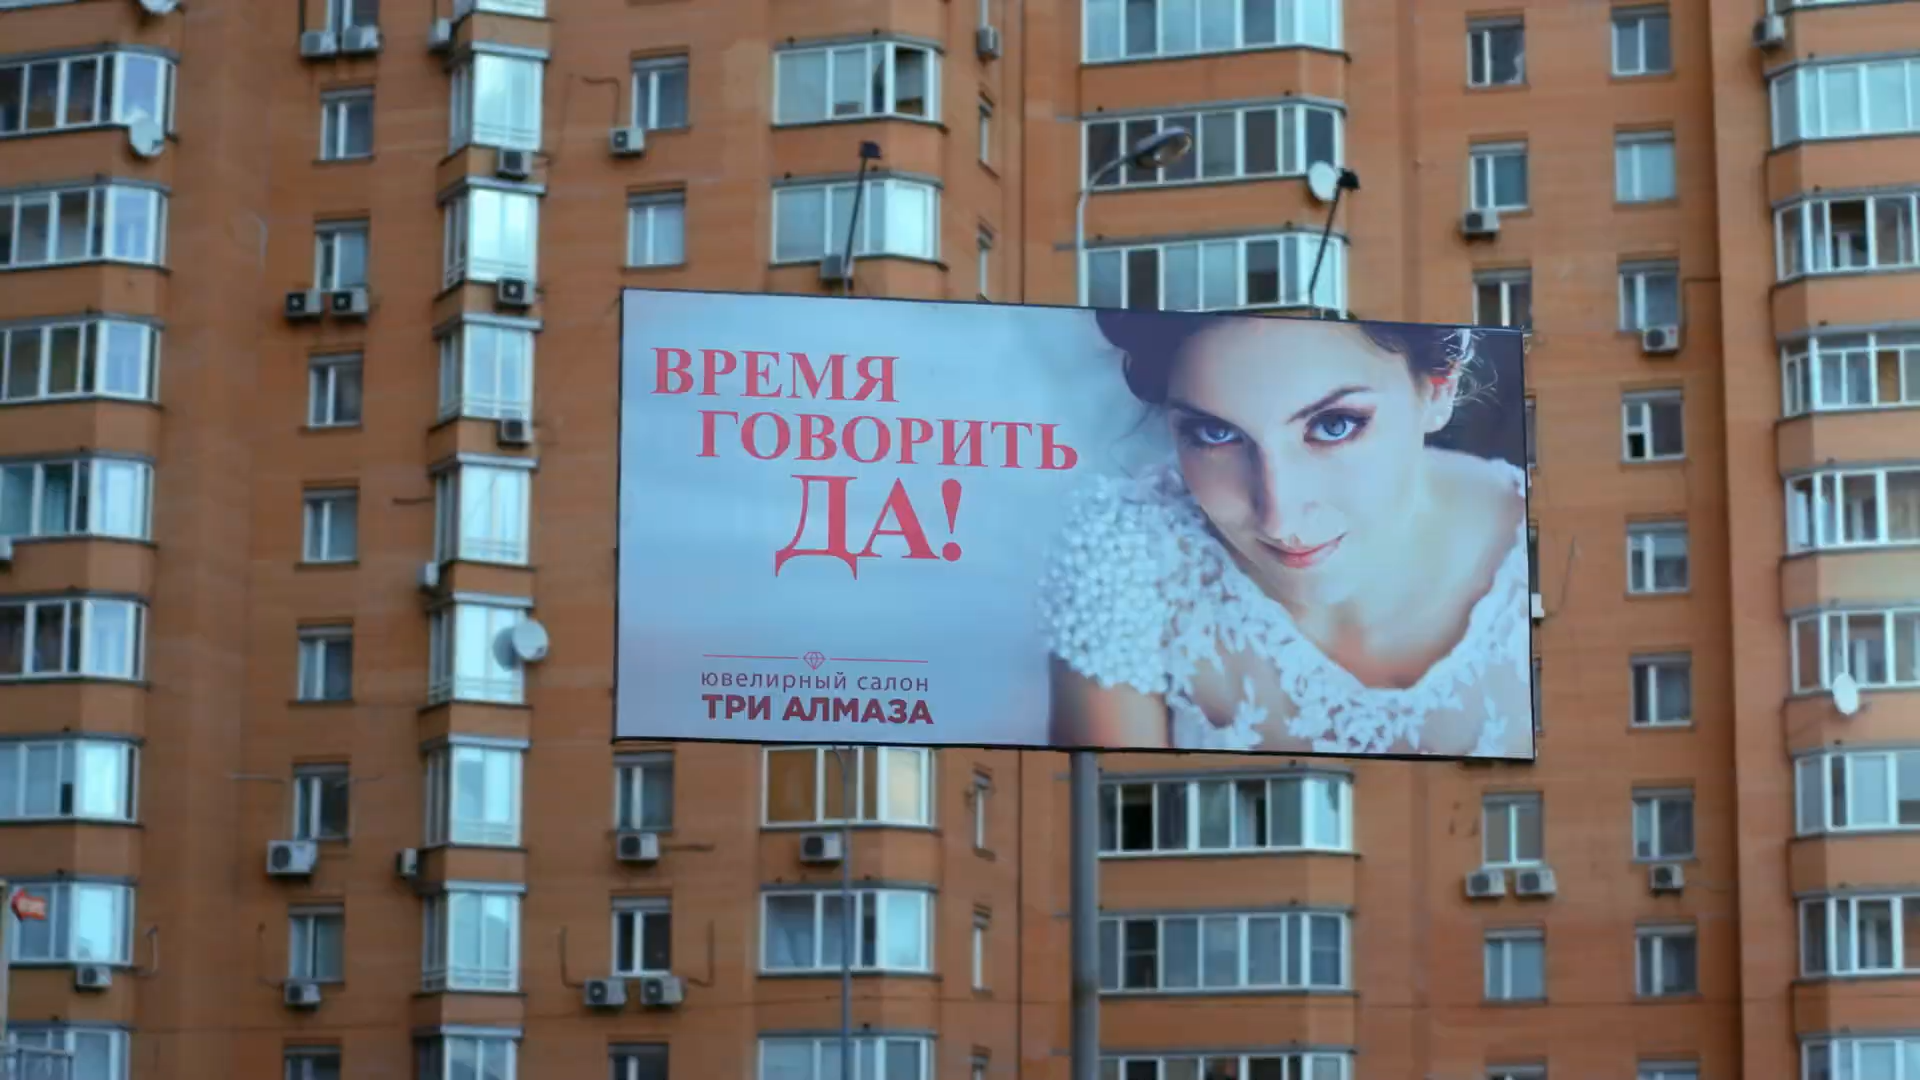 ВРЕМЯ
ГОВОРИТЬ
ДА!
ювелирный салон
ТРИ АЛМАЗА